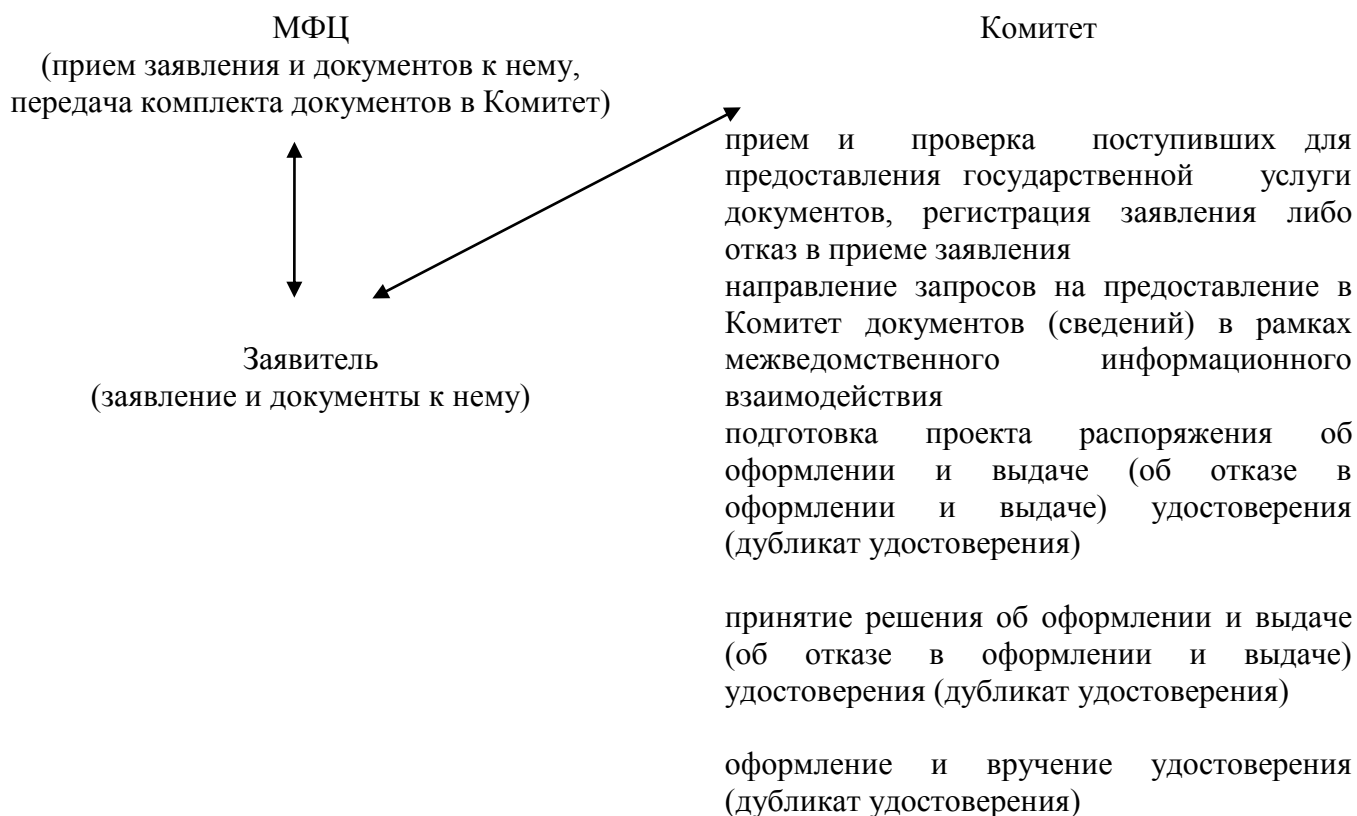 МФЦ
(прием заявления и документов к нему,
передача комплекта документов в Комитет)
Заявитель
(заявление и документы к нему)
Комитет
прием и проверка поступивших для
предоставления государственной услуги
документов, регистрация заявления либо
отказ в приеме заявления
направление запросов на предоставление в
Комитет документов (сведений) в рамках
межведомственного информационного
взаимодействия
подготовка проекта распоряжения об
оформлении и выдаче (об отказе в
оформлении и выдаче) удостоверения
(дубликат удостоверения)
принятие решения об оформлении и выдаче
(об отказе в оформлении и выдаче)
удостоверения (дубликат удостоверения)
оформление и вручение удостоверения
(дубликат удостоверения)